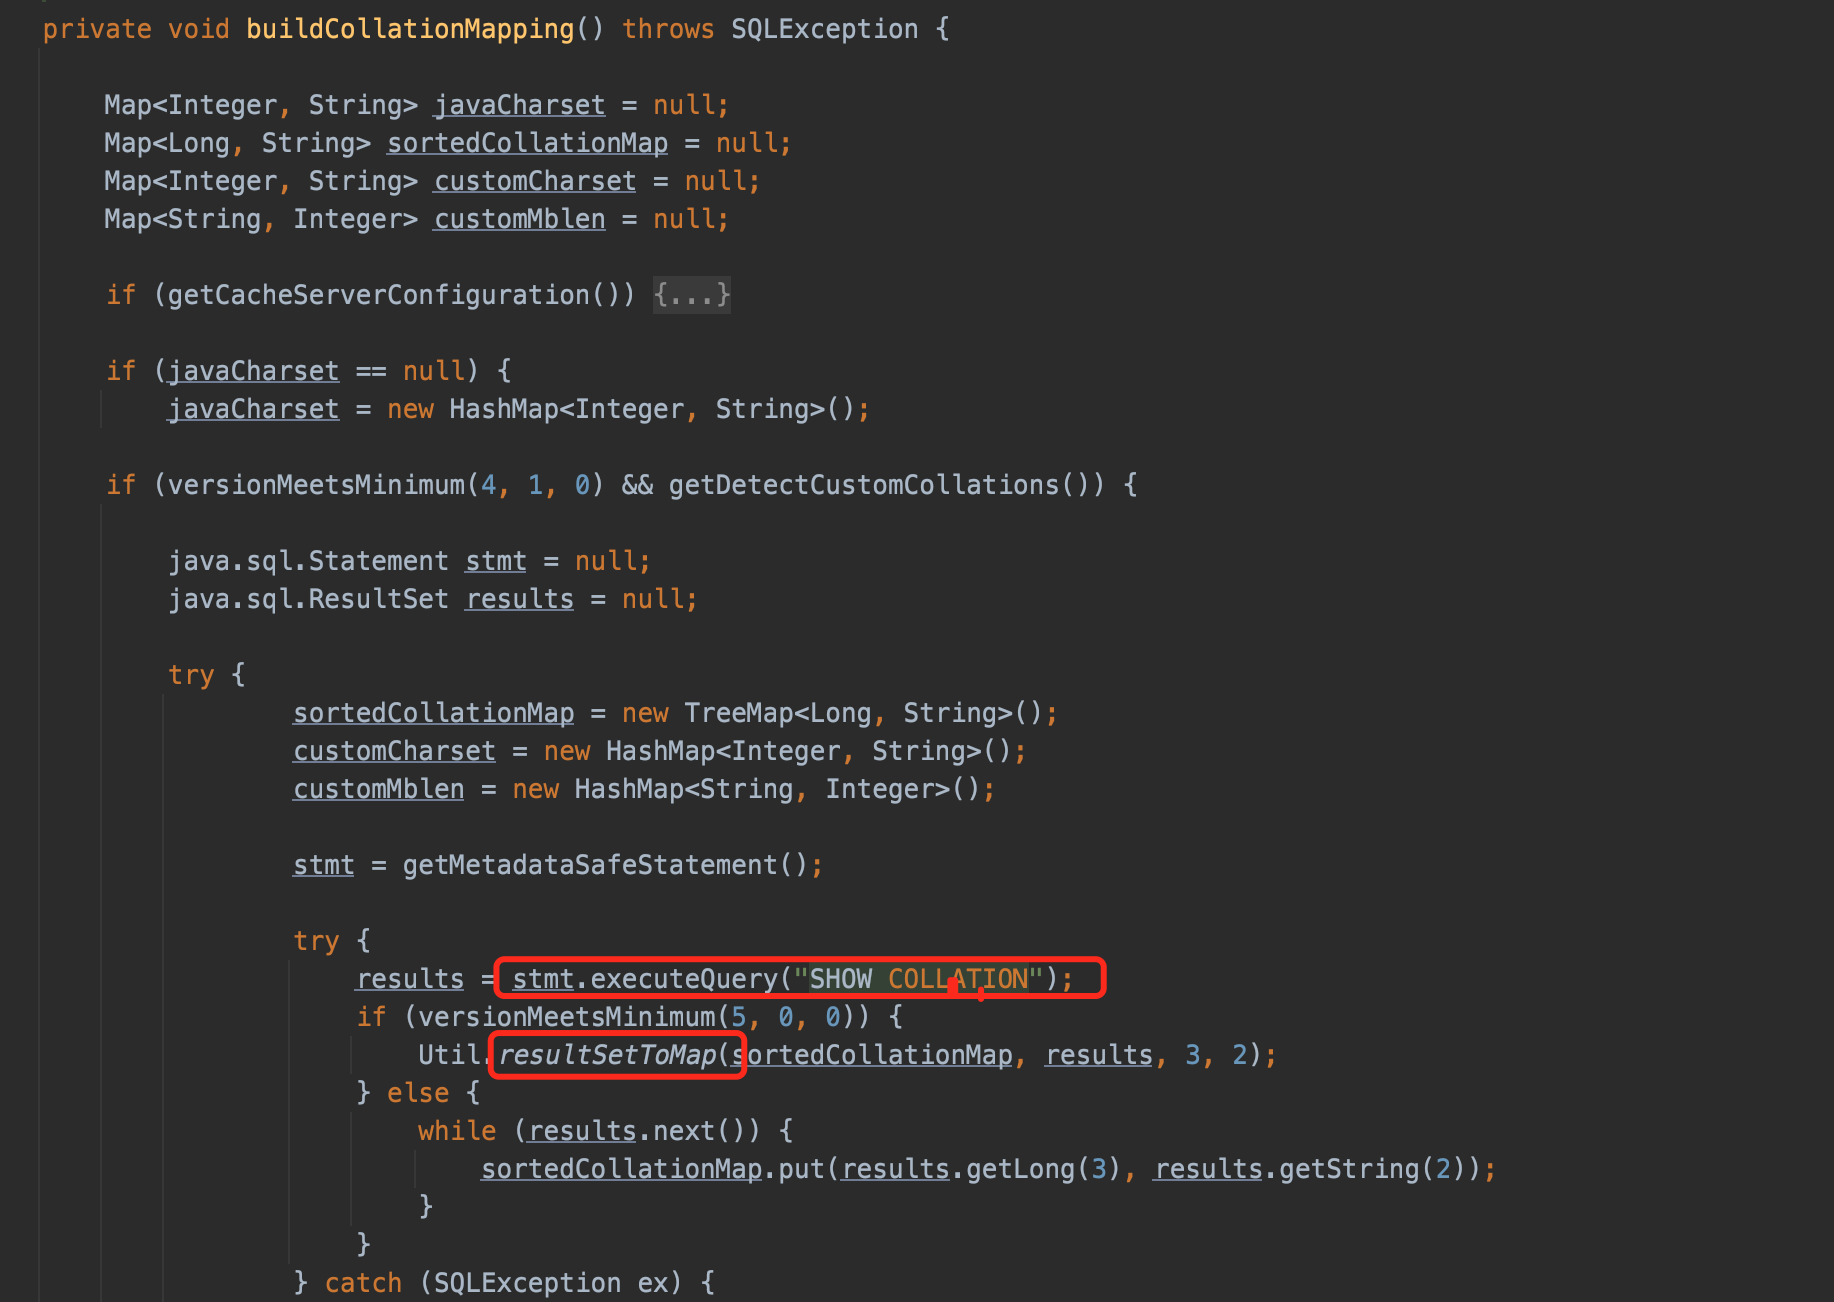 private void buildCollationMapping() throws SQLException {
Map<Integer, String> javaCharset = null;
Map<Long, String> sortedCollationMap = null;
Map<Integer, String> customCharset = null;
Map<String, Integer> customMblen = null;
if (getCacheServerConfiguration()) {...}
if (javaCharset == null) {
javaCharset = new HashMap<Integer, String>();
if (versionMeetsMinimum(4, 1, 0) && getDetectCustomCollations()) {
java.sql.Statement stmt = null;
java.sql.ResultSet results = null;
try {
sortedCollationMap = new TreeMap<Long, String>();
customCharset = new HashMap<Integer, String>();
customMblen = new HashMap<String, Integer>();
stmt = getMetadataSafeStatement();
try {
results = stmt.executeQuery("SHOW COLLATION");
if (versionMeetsMinimum(5, 0, 0)) {
Util.resultSetToMap(sortedCollationMap, results, 3, 2);
} else {
while (results.next()) {
sortedCollationMap.put(results.getLong(3), results.getString(2));
}
}
} catch (SQLException ex) {